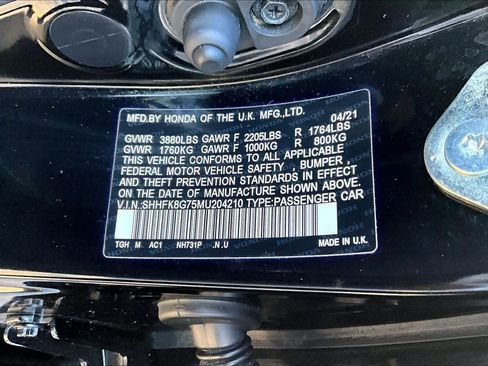 MFD.BY HONDA OF THE U.K. MFG.,LTD. 04/21
GVWR 3880LBS GAWR F 2205LBS R 1764LBS
GVWR 1760KG GAWR F 1000KG R 800KG
THIS VEHICLE CONFORMS TO ALL APPLICABLE
FEDERAL MOTOR VEHICLE SAFETY, BUMPER,
AND THEFT PREVENTION STANDARDS IN EFFECT
ON THE DATE OF MANUFACTURE SHOWN ABOVE.
V.I.N.:SHHFK8G75MU204210 TYPE:PASSENGER CAR
TGH M AC1 NH731P .N.U MADE IN U.K.